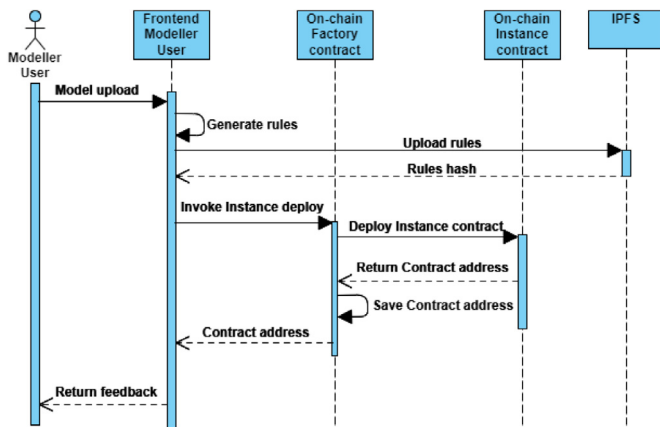 Frontend
Modeller
User
On-chain
Factory
contract
On-chain
Instance
contract
IPFS
Modeller
User
Model upload
Generate rules
Upload rules
Rules hash
Invoke Instance deploy
Deploy Instance contract
Return Contract address
Save Contract address
Contract address
Return feedback